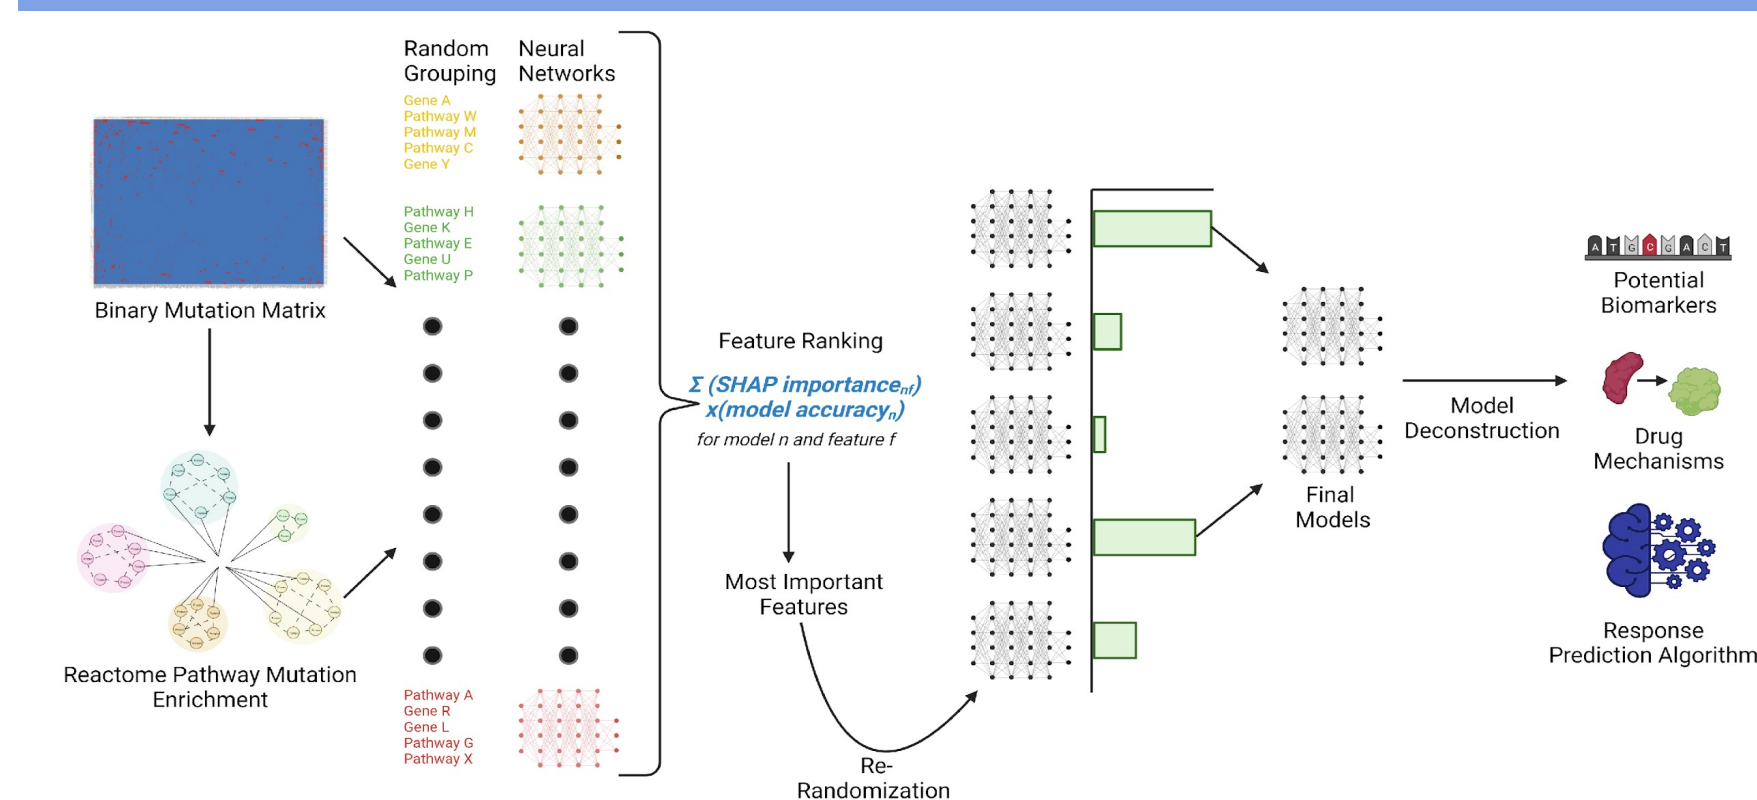 Random
Grouping
Neural
Networks
Gene A
Pathway W
Pathway M
Pathway C
Gene Y
Pathway H
Gene K
Pathway E
Gene U
Pathway P
Binary Mutation Matrix
Reactome Pathway Mutation
Enrichment
Pathway A
Gene R
Gene L
Pathway G
Pathway X
Feature Ranking
Σ (SHAP importancenf)
x(model accuracyn)
for model n and feature f
Most Important
Features
Re-
Randomization
Final
Models
Model
Deconstruction
A T G C G A C T
Potential
Biomarkers
Drug
Mechanisms
Response
Prediction Algorithm